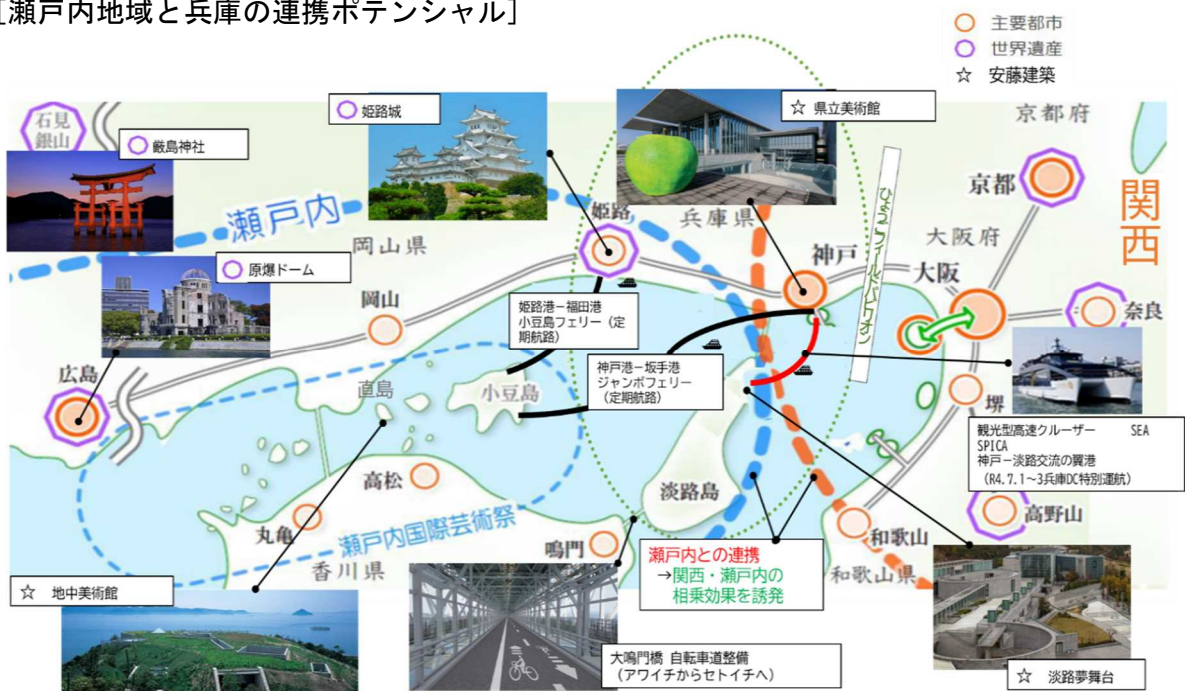 [瀬戸内地域と兵庫の連携ポテンシャル]
主要都市
世界遺産
☆ 安藤建築
石見
銀山
厳島神社
姫路城
☆ 県立美術館
京都府
京都
関西
瀬戸内
岡山県
姫路
兵庫県
神戸
ひょうごフィールドパビリオン
大阪府
大阪
原爆ドーム
岡山
奈良
姫路港-福田港
小豆島フェリー(定
期航路)
神戸港-坂手港
ジャンボフェリー
(定期航路)
広島
直島
小豆島
堺
観光型高速クルーザー SEA
SPICA
神戸-淡路交流の翼港
(R4.7.1~3兵庫DC特別運航)
高松
淡路島
高野山
丸亀
瀬戸内国際芸術祭
鳴門
和歌山
香川県
瀬戸内との連携
→関西・瀬戸内の
相乗効果を誘発
和歌山県
☆ 地中美術館
大鳴門橋 自転車道整備
(アワイチからセトイチへ)
☆ 淡路夢舞台